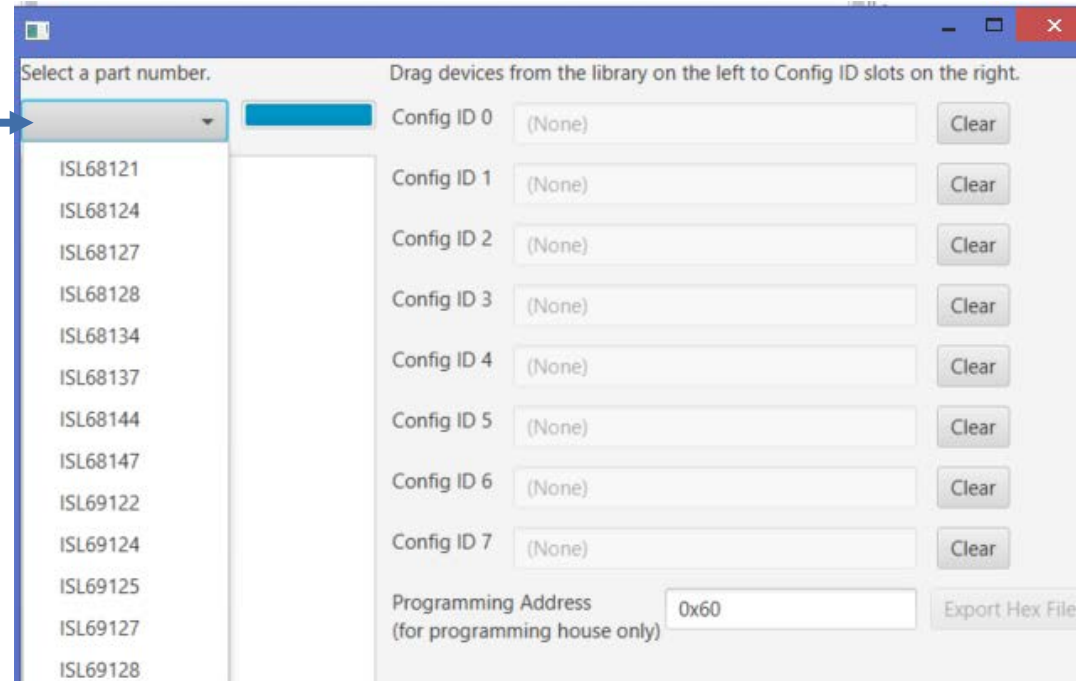 Select a part number.
Drag devices from the library on the left to Config ID slots on the right.
ISL68121
ISL68124
ISL68127
ISL68128
ISL68134
ISL68137
ISL68144
ISL68147
ISL69122
ISL69124
ISL69125
ISL69127
ISL69128
Config ID 0 (None) Clear
Config ID 1 (None) Clear
Config ID 2 (None) Clear
Config ID 3 (None) Clear
Config ID 4 (None) Clear
Config ID 5 (None) Clear
Config ID 6 (None) Clear
Config ID 7 (None) Clear
Programming Address
(for programming house only)
0x60
Export Hex File